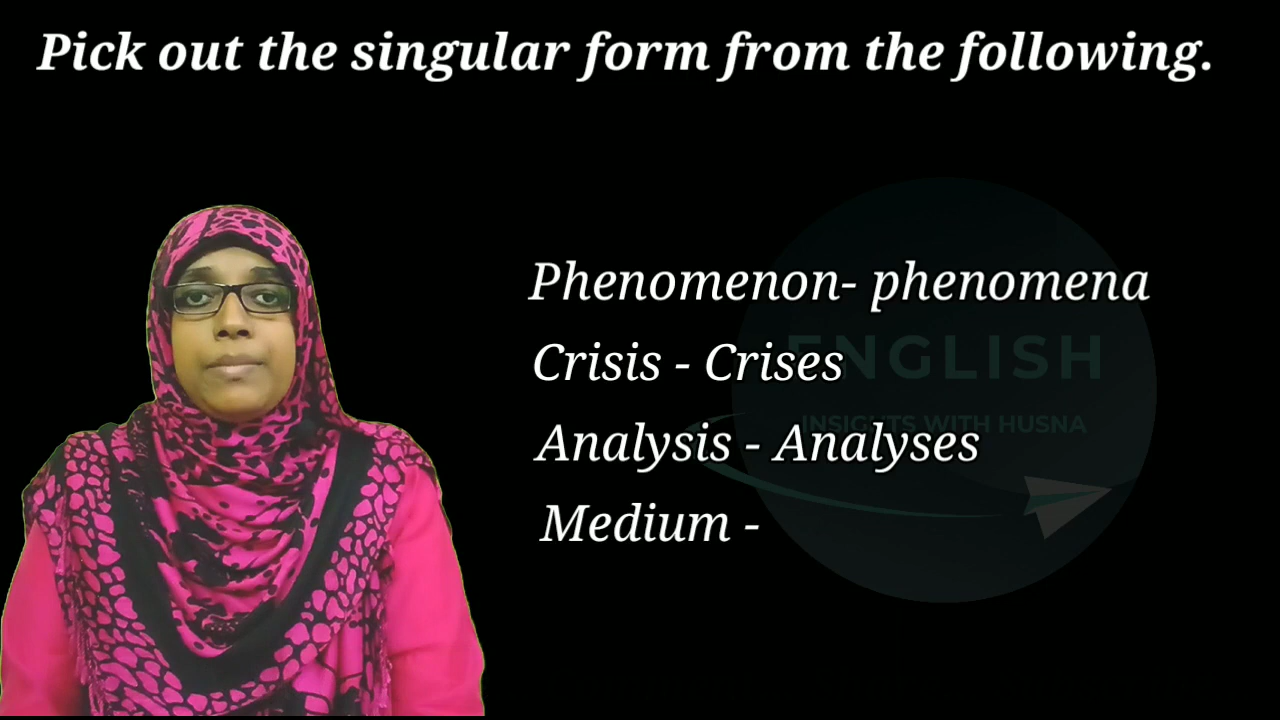 Pick out the singular form from the following.
Phenomenon- phenomena
Crisis - Crises
ENGLISH
INSIGHTS WITH HUSNA
Analysis - Analyses
Medium -